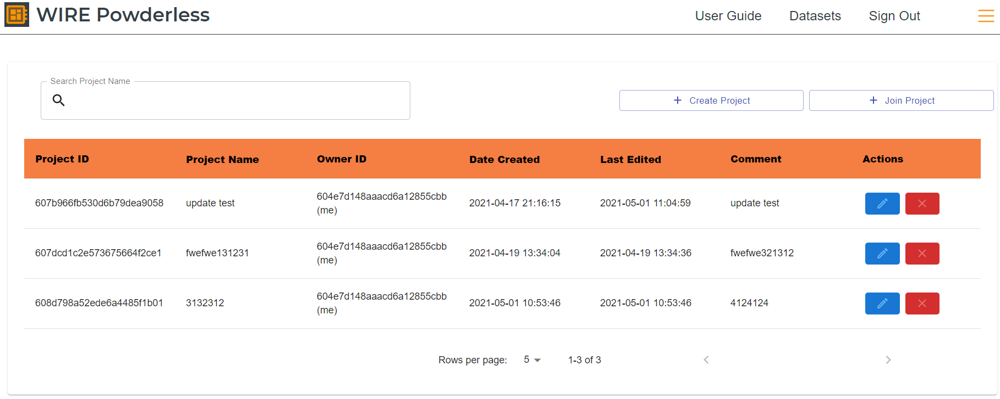 WIRE Powderless
User Guide Datasets Sign Out
Search Project Name
+ Create Project
+ Join Project
Project ID Project Name Owner ID Date Created Last Edited Comment Actions
607b966fb530d6b79dea9058 update test 604e7d148aaacd6a12855cbb 2021-04-17 21:16:15 2021-05-01 11:04:59 update test
(me)
607dcd1c2e573675664f2ce1 fwefwe131231 604e7d148aaacd6a12855cbb 2021-04-19 13:34:04 2021-04-19 13:34:36 fwefwe321312
(me)
608d798a52ede6a4485f1b01 3132312 604e7d148aaacd6a12855cbb 2021-05-01 10:53:46 2021-05-01 10:53:46 4124124
(me)
Rows per page: 5 1-3 of 3